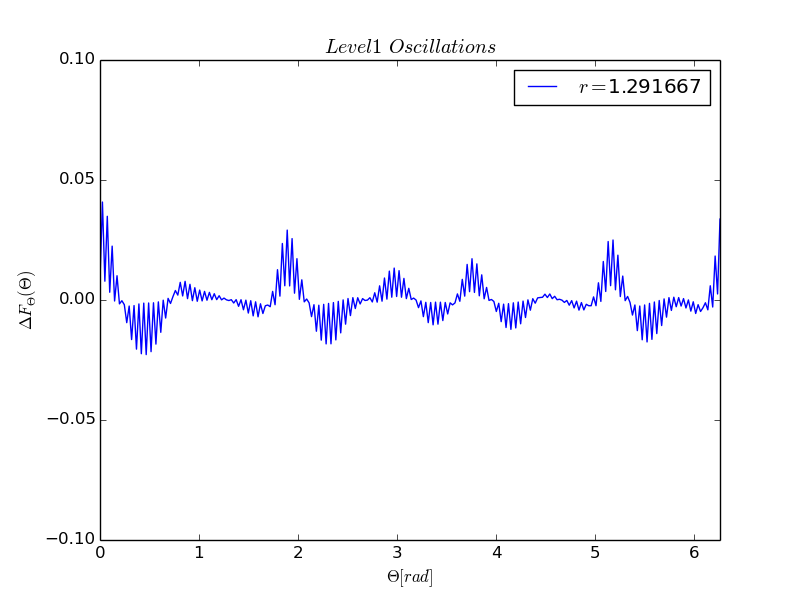 Level1 Oscillations
r=1.291667
0.10
0.05
0.00
−0.05
−0.10
ΔF_Θ(Θ)
0 1 2 3 4 5 6
Θ[rad]